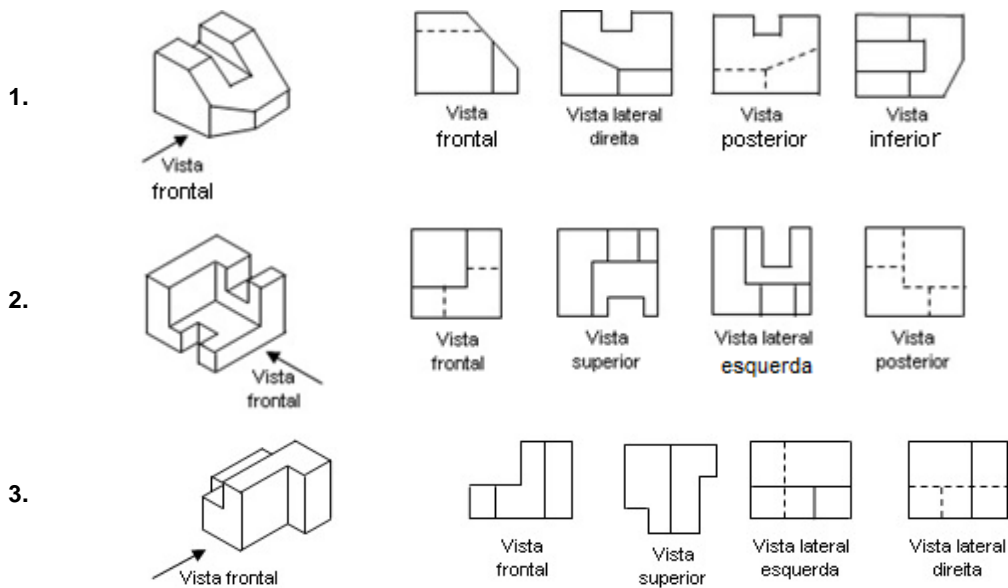 1.
Vista
frontal
Vista
frontal
Vista lateral
direita
Vista
posterior
Vista
inferior
2.
Vista
frontal
Vista
frontal
Vista
superior
Vista lateral
esquerda
Vista
posterior
3.
Vista frontal
Vista
frontal
Vista
superior
Vista lateral
esquerda
Vista lateral
direita